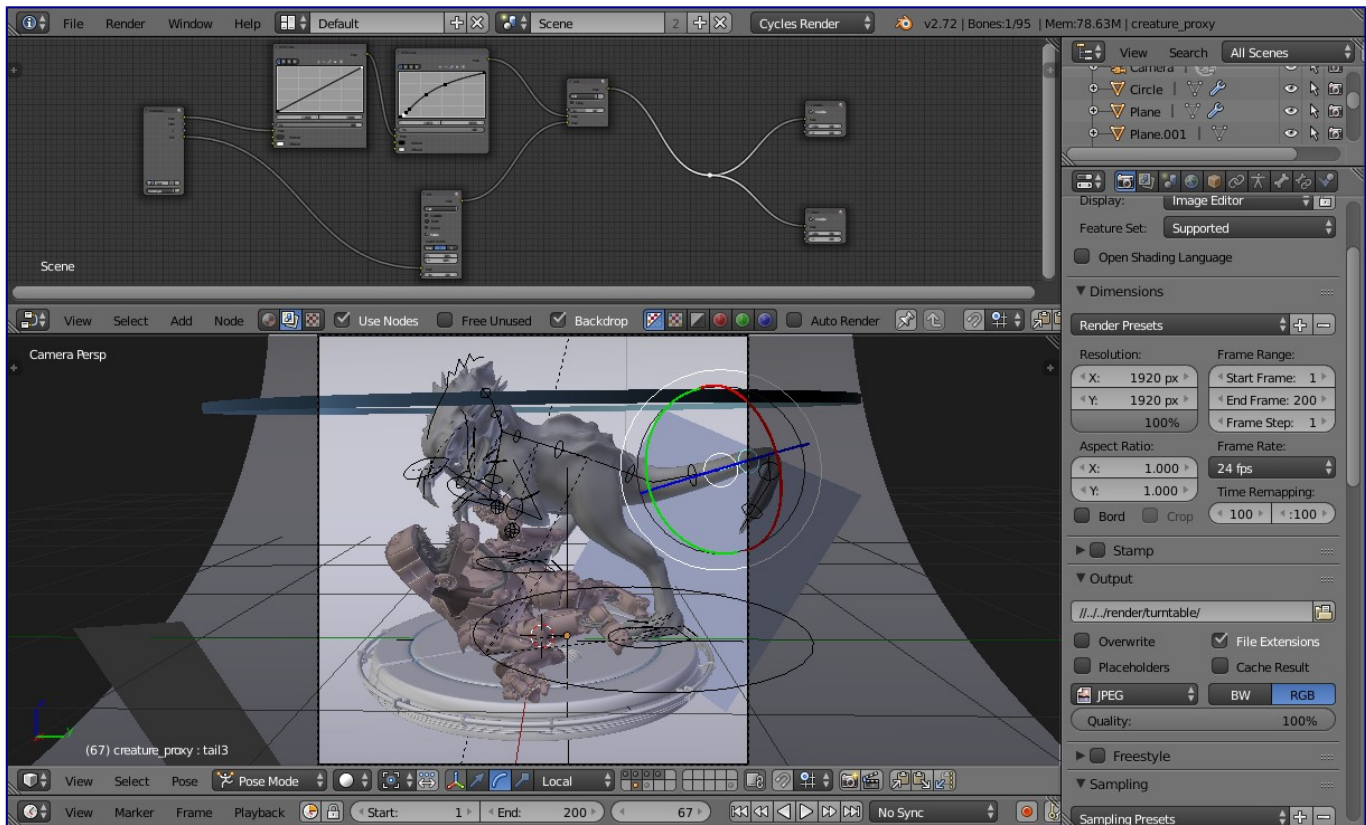 File Render Window Help Default Scene 2 Cycles Render v2.72 | Bones:1/95 | Mem:78.63M | creature_proxy
View Search All Scenes
Camera
Circle
Plane
Plane.001
Scene
View Select Add Node Use Nodes Free Unused Backdrop Auto Render
Display: Image Editor
Feature Set: Supported
Open Shading Language
Dimensions
Render Presets
Resolution: Frame Range:
X: 1920 px Start Frame: 1
Y: 1920 px End Frame: 200
100% Frame Step: 1
Aspect Ratio: Frame Rate:
X: 1.000 24 fps
Y: 1.000 Time Remapping:
Bord Crop 100 :100
Stamp
Output
//../../render/turntable/
Overwrite File Extensions
Placeholders Cache Result
JPEG BW RGB
Quality: 100%
Freestyle
Sampling
Sampling Presets
Camera Persp
(67) creature_proxy : tail3
View Select Pose Pose Mode Local
View Marker Frame Playback Start: 1 End: 200 67 No Sync